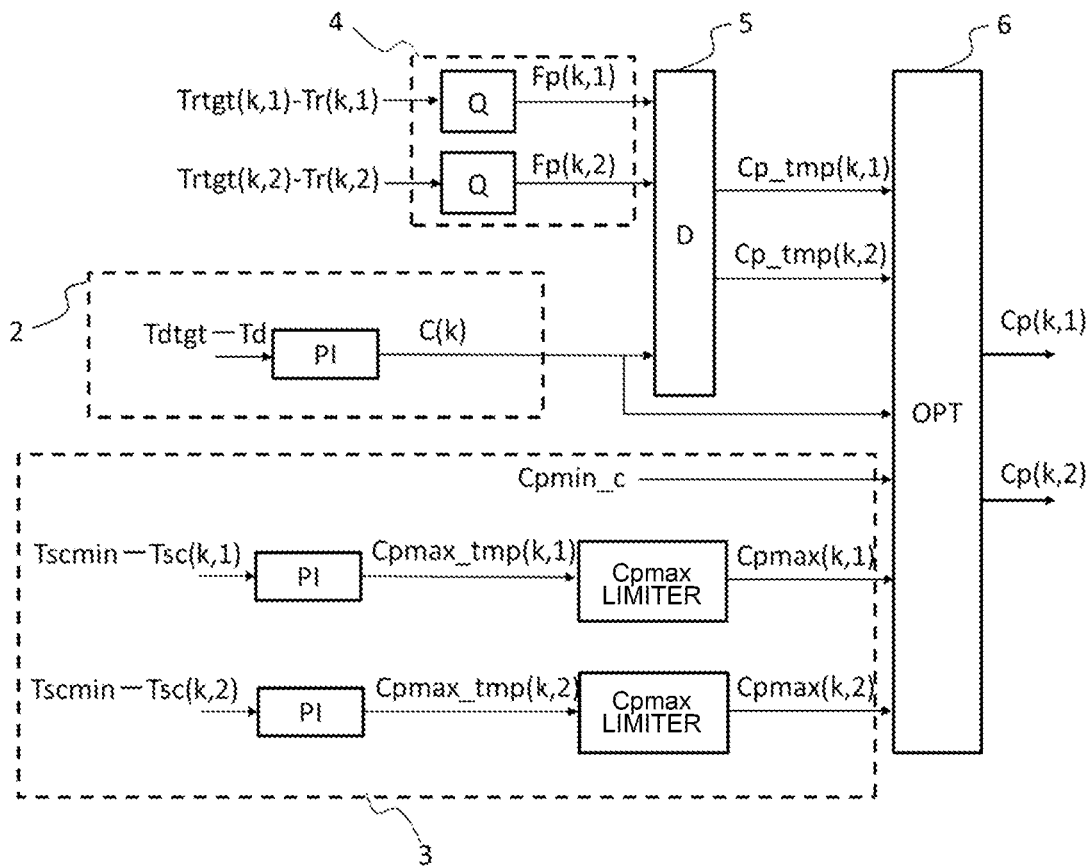 4
5
6
Trtgt(k,1)-Tr(k,1)
Q
Fp(k,1)
Trtgt(k,2)-Tr(k,2)
Q
Fp(k,2)
D
Cp_tmp(k,1)
Cp_tmp(k,2)
2
Tdtgt—Td
PI
C(k)
OPT
Cp(k,1)
Cp(k,2)
Cpmin_c
Tscmin—Tsc(k,1)
PI
Cpmax_tmp(k,1)
Cpmax
LIMITER
Cpmax(k,1)
Tscmin—Tsc(k,2)
PI
Cpmax_tmp(k,2)
Cpmax
LIMITER
Cpmax(k,2)
3